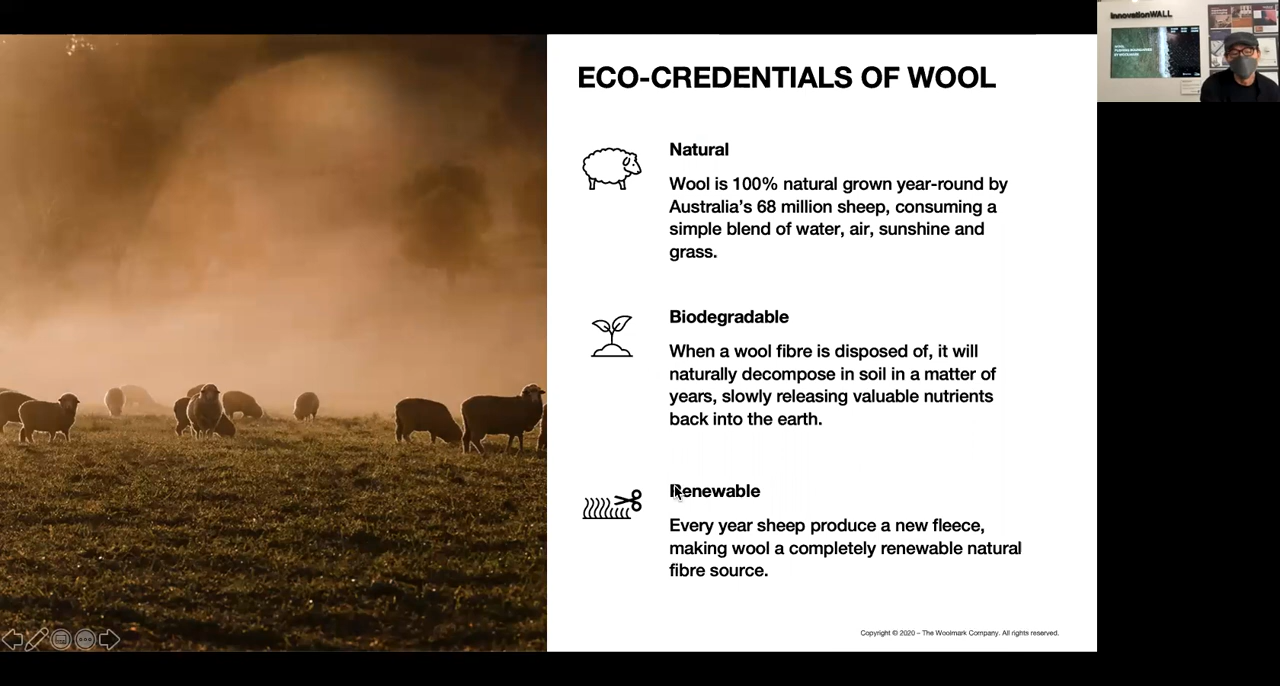 ECO-CREDENTIALS OF WOOL
Natural
Wool is 100% natural grown year-round by
Australia’s 68 million sheep, consuming a
simple blend of water, air, sunshine and
grass.
Biodegradable
When a wool fibre is disposed of, it will
naturally decompose in soil in a matter of
years, slowly releasing valuable nutrients
back into the earth.
Renewable
Every year sheep produce a new fleece,
making wool a completely renewable natural
fibre source.
Copyright © 2020 – The Woolmark Company. All rights reserved.
InnovationWALL